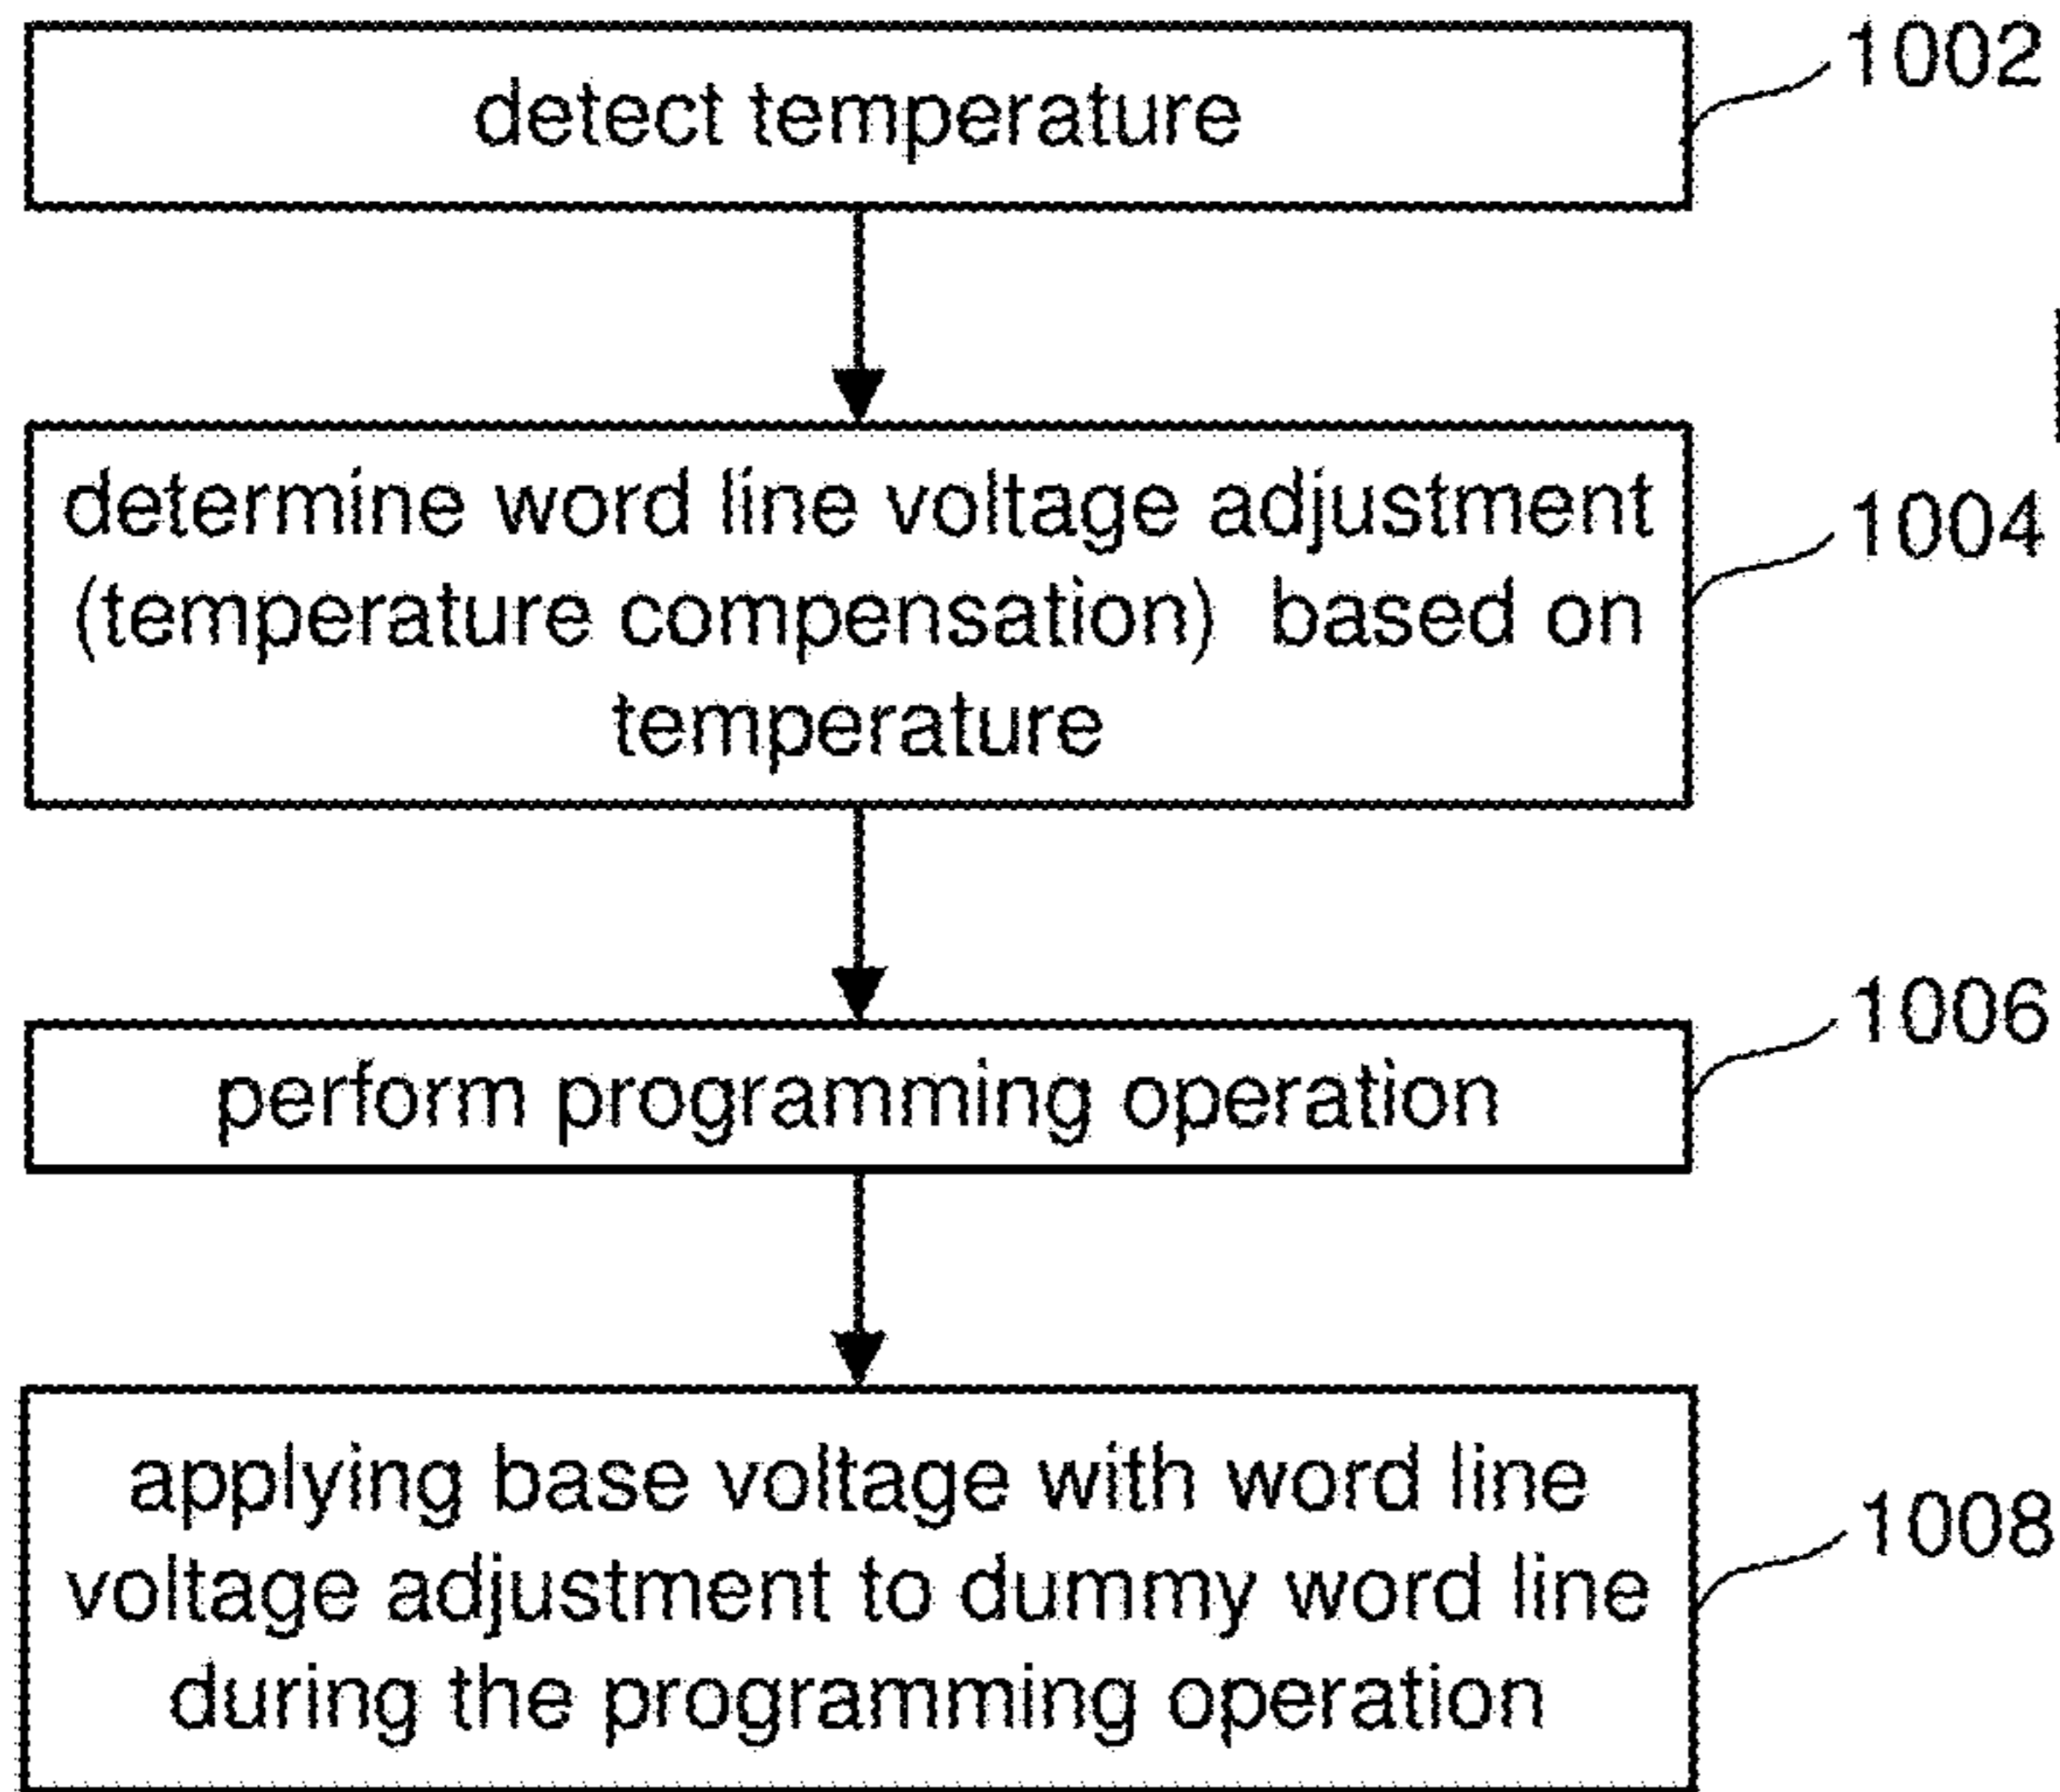 detect temperature
1002
determine word line voltage adjustment
(temperature compensation) based on
temperature
1004
perform programming operation
1006
applying base voltage with word line
voltage adjustment to dummy word line
during the programming operation
1008